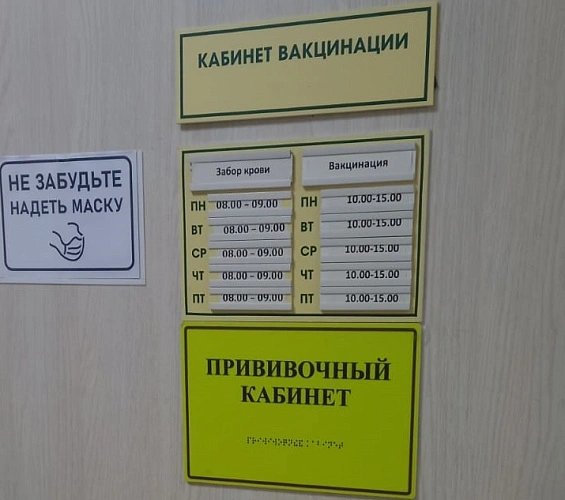 КАБИНЕТ ВАКЦИНАЦИИ
НЕ ЗАБУДЬТЕ
НАДЕТЬ МАСКУ
Забор крови Вакцинация
ПН 08.00 – 09.00 ПН 10.00-15.00
ВТ 08.00 – 09.00 ВТ 10.00-15.00
СР 08.00 – 09.00 СР 10.00-15.00
ЧТ 08.00 – 09.00 ЧТ 10.00-15.00
ПТ 08.00 – 09.00 ПТ 10.00-15.00
ПРИВИВОЧНЫЙ
КАБИНЕТ